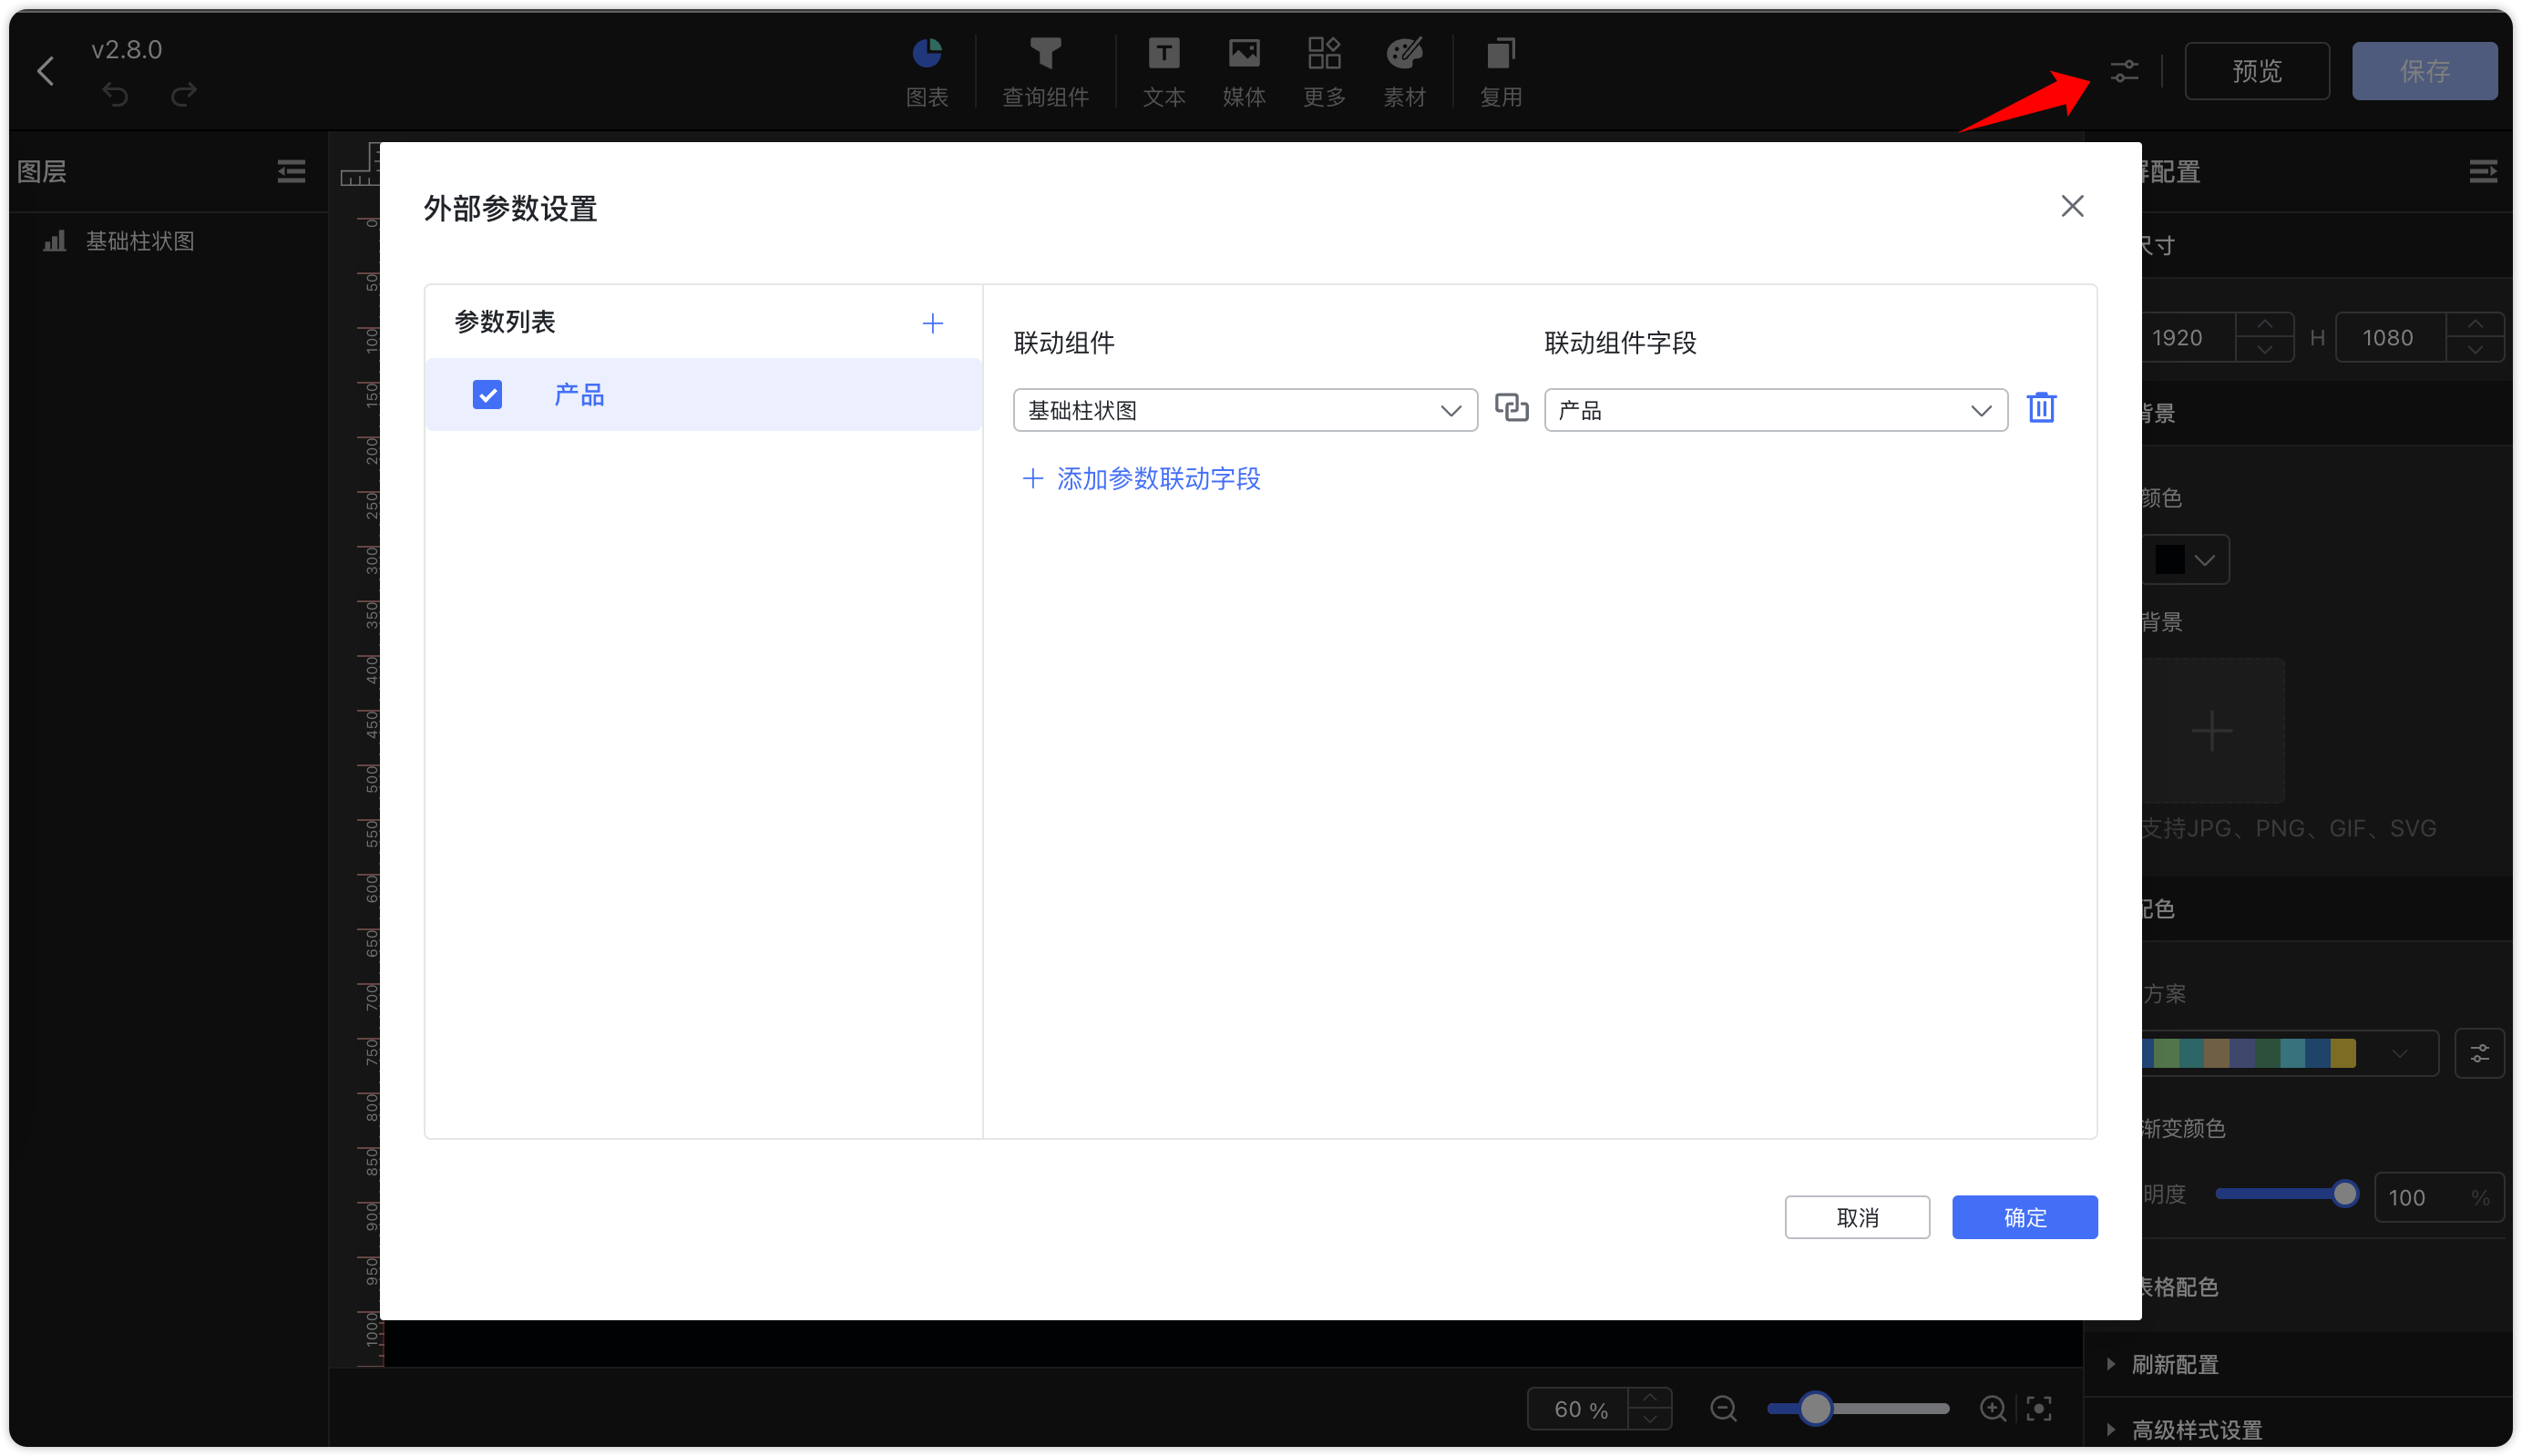 v2.8.0
图表
查询组件
文本
媒体
更多
素材
复用
预览
保存
图层
基础柱状图
0
50
100
150
200
250
300
350
400
450
500
550
600
650
700
750
800
850
900
950
1000
外部参数设置
参数列表
产品
联动组件
联动组件字段
基础柱状图
产品
添加参数联动字段
取消
确定
屏配置
尺寸
1920
H
1080
背景
颜色
背景
支持JPG、PNG、GIF、SVG
配色
方案
渐变颜色
明度
100
%
表格配色
刷新配置
高级样式设置
60 %